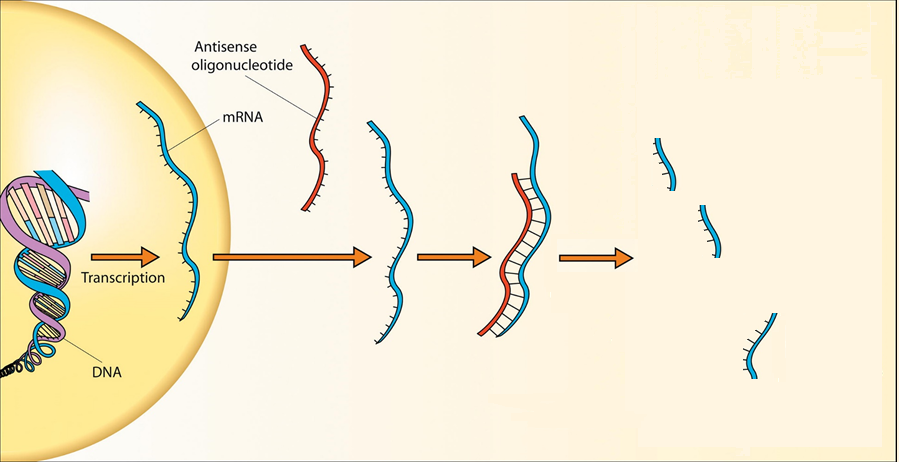 Antisense
oligonucleotide
mRNA
Transcription
DNA